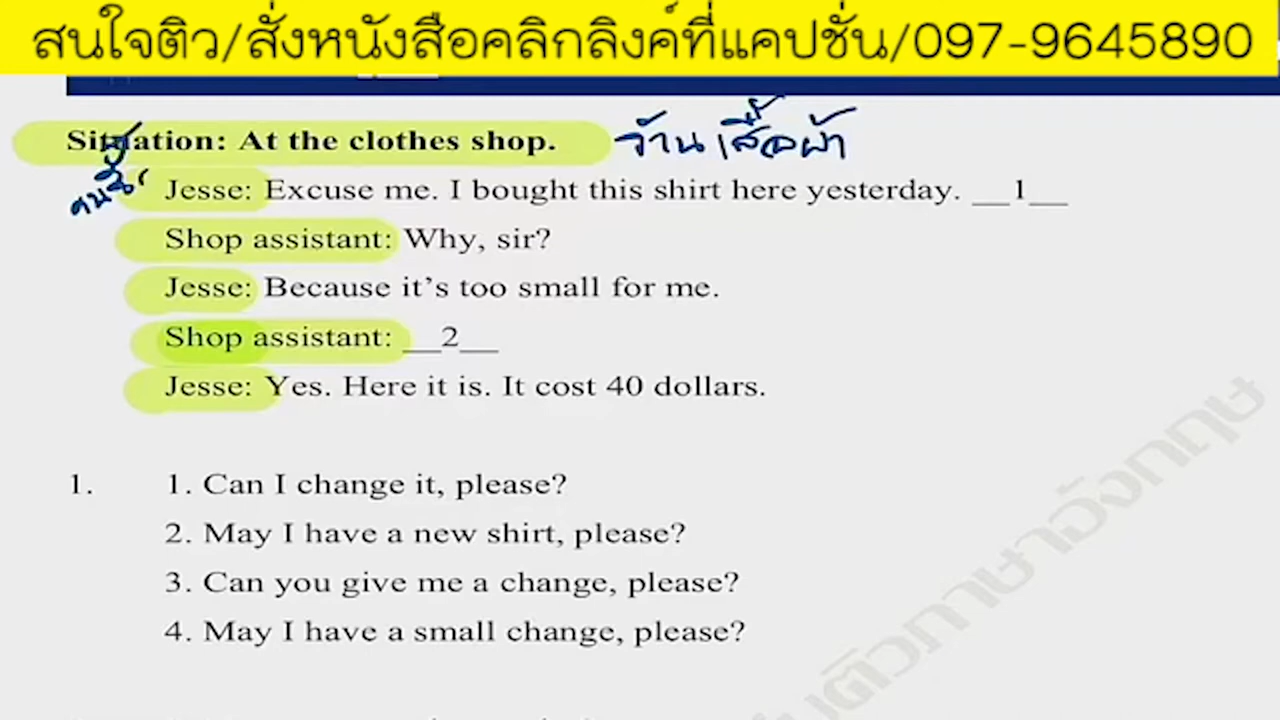 สนใจติว/สั่งหนังสือคลิกลิงค์ที่แคปชั่น/097-9645890
Situation: At the clothes shop. ร้านเสื้อผ้า
Jesse: Excuse me. I bought this shirt here yesterday. __1__
Shop assistant: Why, sir?
Jesse: Because it's too small for me.
Shop assistant: __2__
Jesse: Yes. Here it is. It cost 40 dollars.
1. 1. Can I change it, please?
2. May I have a new shirt, please?
3. Can you give me a change, please?
4. May I have a small change, please?